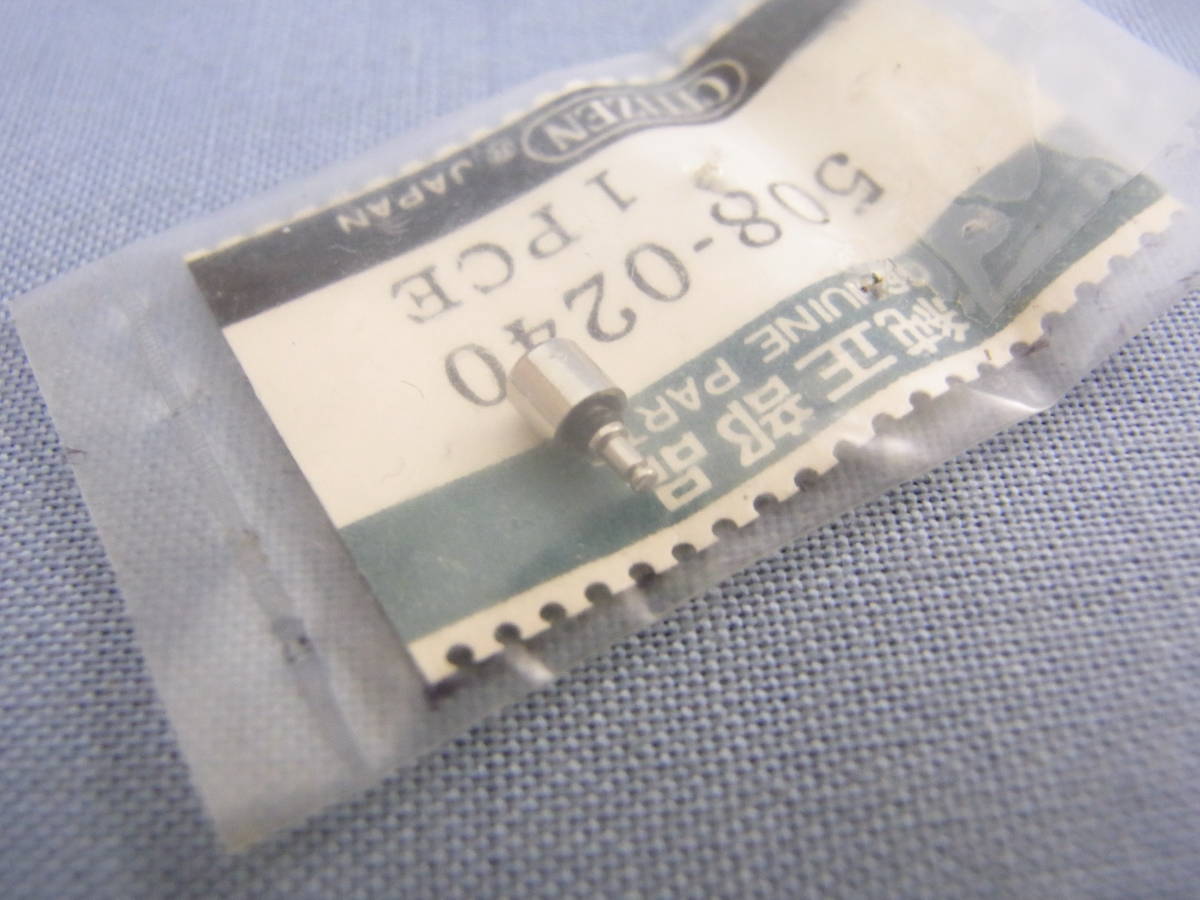 純正部品
GENUINE PARTS
508-0240
1 PCE
CITIZEN ® JAPAN